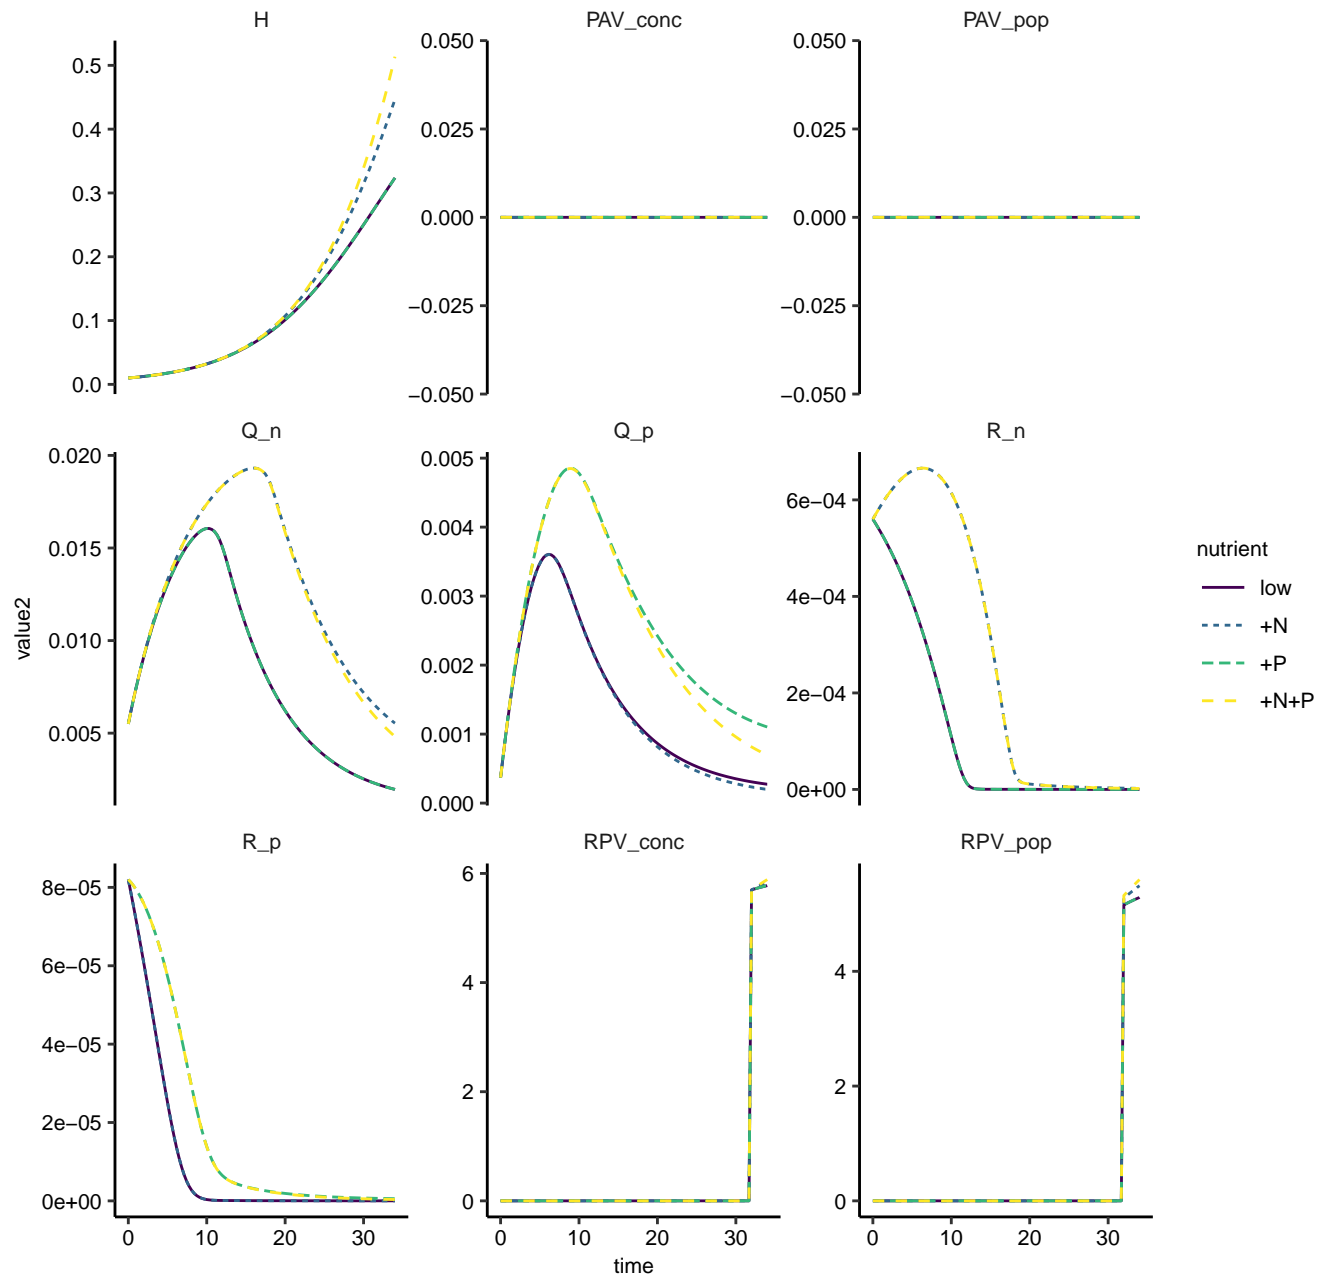 H
PAV_conc
PAV_pop
0.5
0.4
0.3
0.2
0.1
0.0
0.050
0.025
0.000
−0.025
−0.050
0.050
0.025
0.000
−0.025
−0.050
Q_n
Q_p
R_n
0.020
0.015
0.010
0.005
0.005
0.004
0.003
0.002
0.001
0.000
6e−04
4e−04
2e−04
0e+00
R_p
RPV_conc
RPV_pop
8e−05
6e−05
4e−05
2e−05
0e+00
6
4
2
0
4
2
0
0 10 20 30
0 10 20 30
0 10 20 30
time
value2
nutrient
low
+N
+P
+N+P